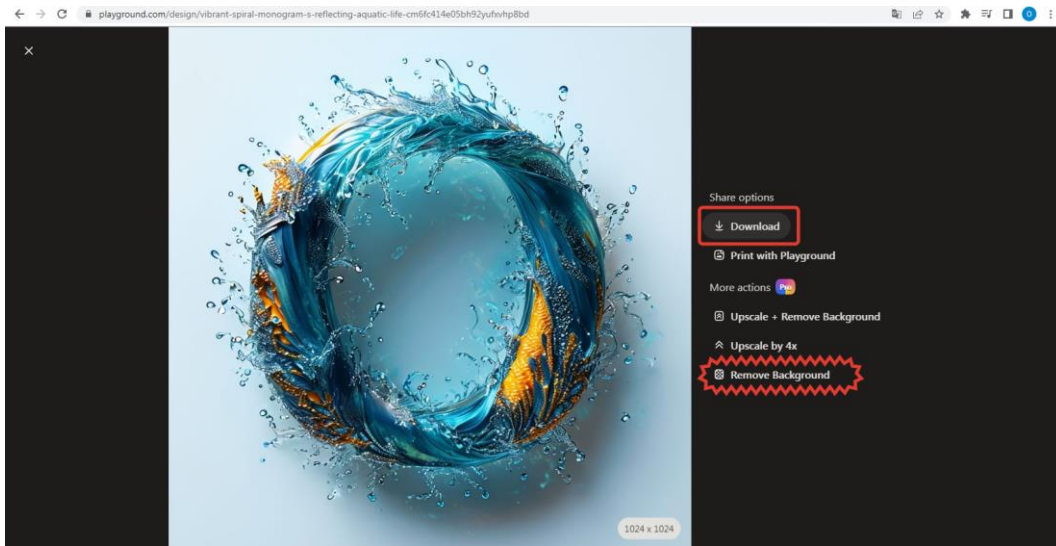 playground.com/design/vibrant-spiral-monogram-s-reflecting-aquatic-life-cm6fc414e05bh92yufxvhp8bd
O
Share options
Download
Print with Playground
More actions Pro
Upscale + Remove Background
Upscale by 4x
Remove Background
1024 x 1024